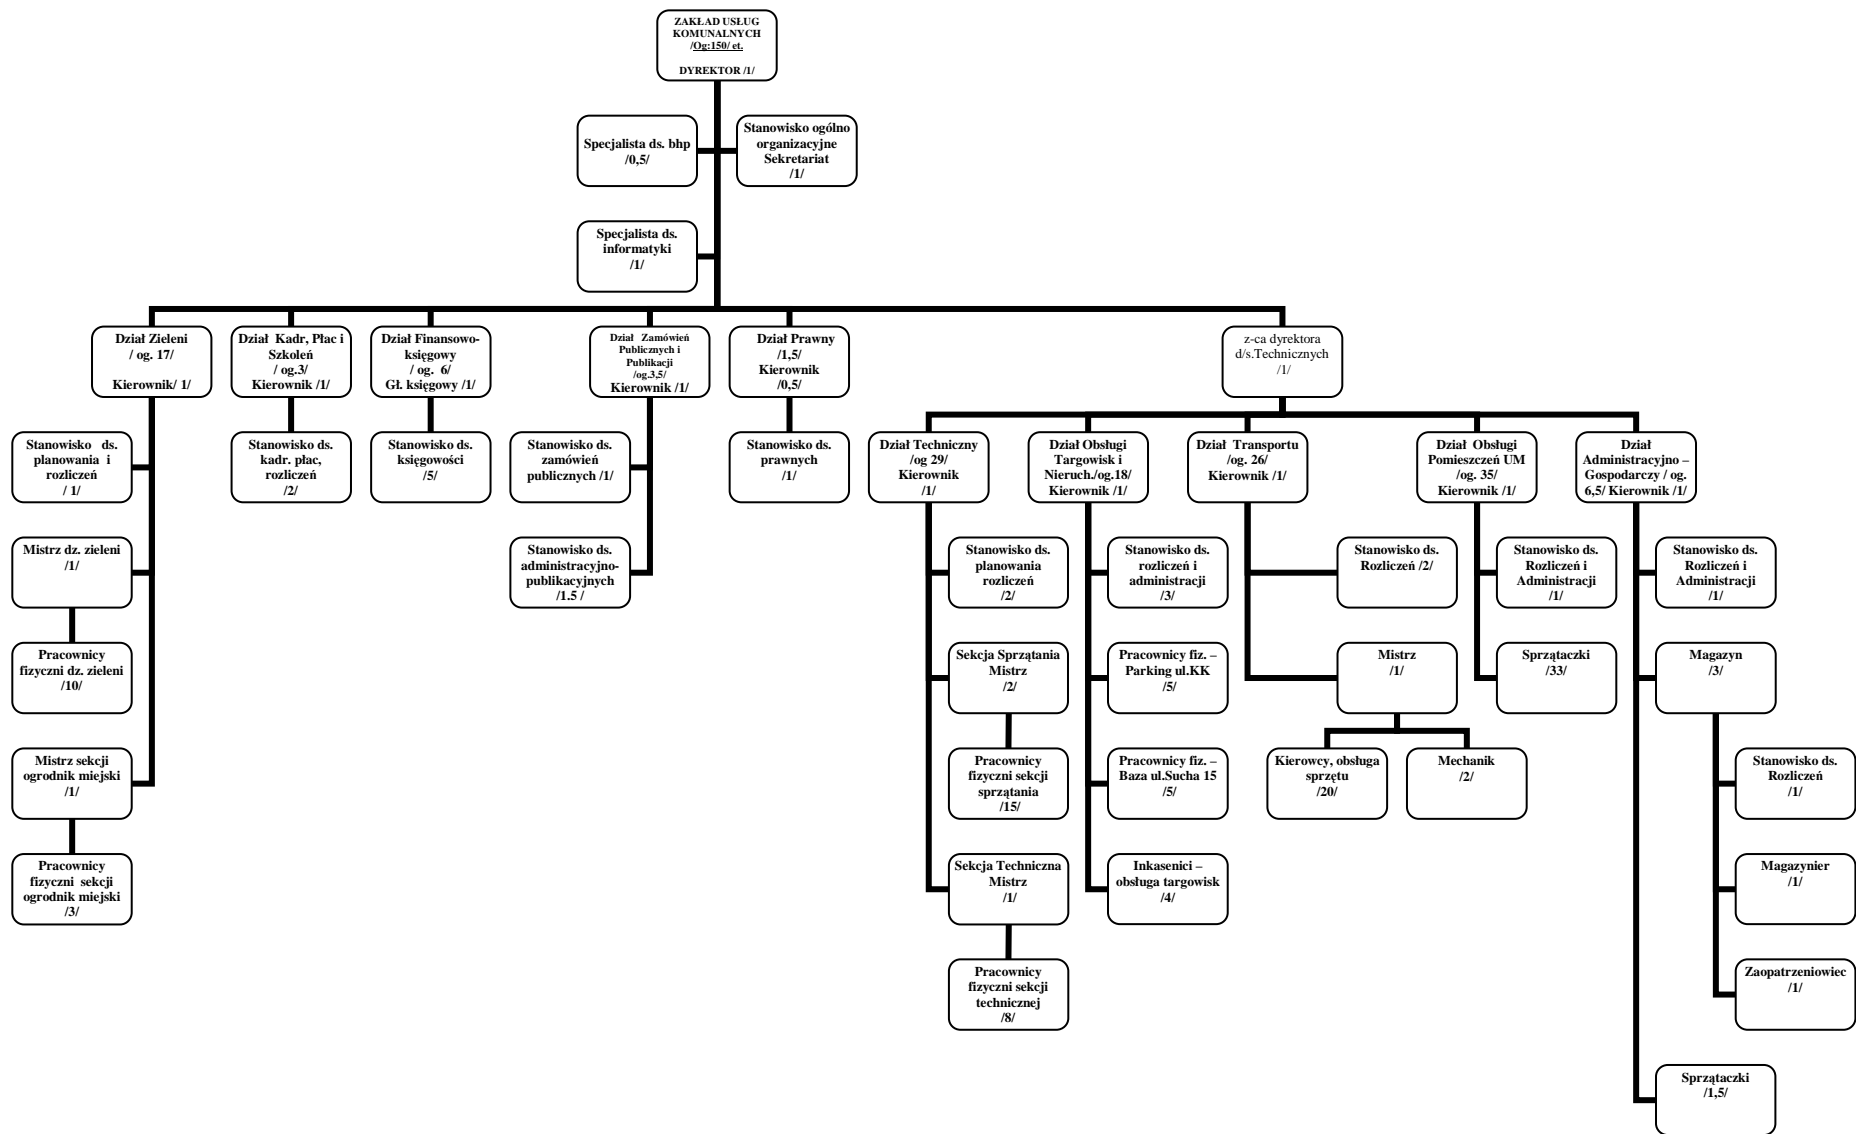 ZAKŁAD USŁUG
KOMUNALNYCH
/Og:150/ et.
DYREKTOR /1/
Specjalista ds. bhp
/0,5/
Stanowisko ogólno
organizacyjne
Sekretariat
/1/
Specjalista ds.
informatyki
/1/
Dział Zieleni
/ og. 17/
Kierownik/ 1/
Dział Kadr, Płac i
Szkoleń
/ og.3/
Kierownik /1/
Dział Finansowo-
księgowy
/ og. 6/
Gł. księgowy /1/
Dział Zamówień
Publicznych i
Publikacji
/og.3,5/
Kierownik /1/
Dział Prawny
/1,5/
Kierownik
/0,5/
z-ca dyrektora
d/s.Technicznych
/1/
Stanowisko ds.
planowania i
rozliczeń
/ 1/
Stanowisko ds.
kadr. płac,
rozliczeń
/2/
Stanowisko ds.
księgowości
/5/
Stanowisko ds.
zamówień
publicznych /1/
Stanowisko ds.
prawnych
/1/
Dział Techniczny
/og 29/
Kierownik
/1/
Dział Obsługi
Targowisk i
Nieruch./og.18/
Kierownik /1/
Dział Transportu
/og. 26/
Kierownik /1/
Dział Obsługi
Pomieszczeń UM
/og. 35/
Kierownik /1/
Dział
Administracyjno –
Gospodarczy / og.
6,5/ Kierownik /1/
Mistrz dz. zieleni
/1/
Stanowisko ds.
administracyjno-
publikacyjnych
/1.5 /
Stanowisko ds.
planowania
rozliczeń
/2/
Stanowisko ds.
rozliczeń i
administracji
/3/
Stanowisko ds.
Rozliczeń /2/
Stanowisko ds.
Rozliczeń i
Administracji
/1/
Stanowisko ds.
Rozliczeń i
Administracji
/1/
Pracownicy
fizyczni dz. zieleni
/10/
Sekcja Sprzątania
Mistrz
/2/
Pracownicy fiz. –
Parking ul.KK
/5/
Mistrz
/1/
Sprzątaczki
/33/
Magazyn
/3/
Mistrz sekcji
ogrodnik miejski
/1/
Pracownicy
fizyczni sekcji
sprzątania
/15/
Pracownicy fiz. –
Baza ul.Sucha 15
/5/
Kierowcy, obsługa
sprzętu
/20/
Mechanik
/2/
Stanowisko ds.
Rozliczeń
/1/
Pracownicy
fizyczni sekcji
ogrodnik miejski
/3/
Sekcja Techniczna
Mistrz
/1/
Inkasenici –
obsługa targowisk
/4/
Magazynier
/1/
Pracownicy
fizyczni sekcji
technicznej
/8/
Zaopatrzeniowiec
/1/
Sprzątaczki
/1,5/